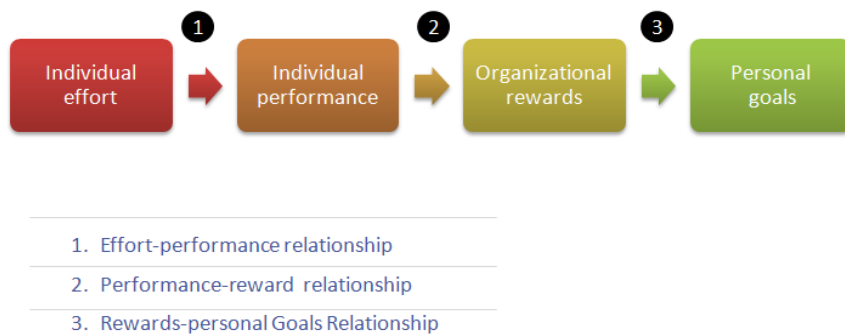 1
2
3
Individual
effort
Individual
performance
Organizational
rewards
Personal
goals
1. Effort-performance relationship
2. Performance-reward relationship
3. Rewards-personal Goals Relationship